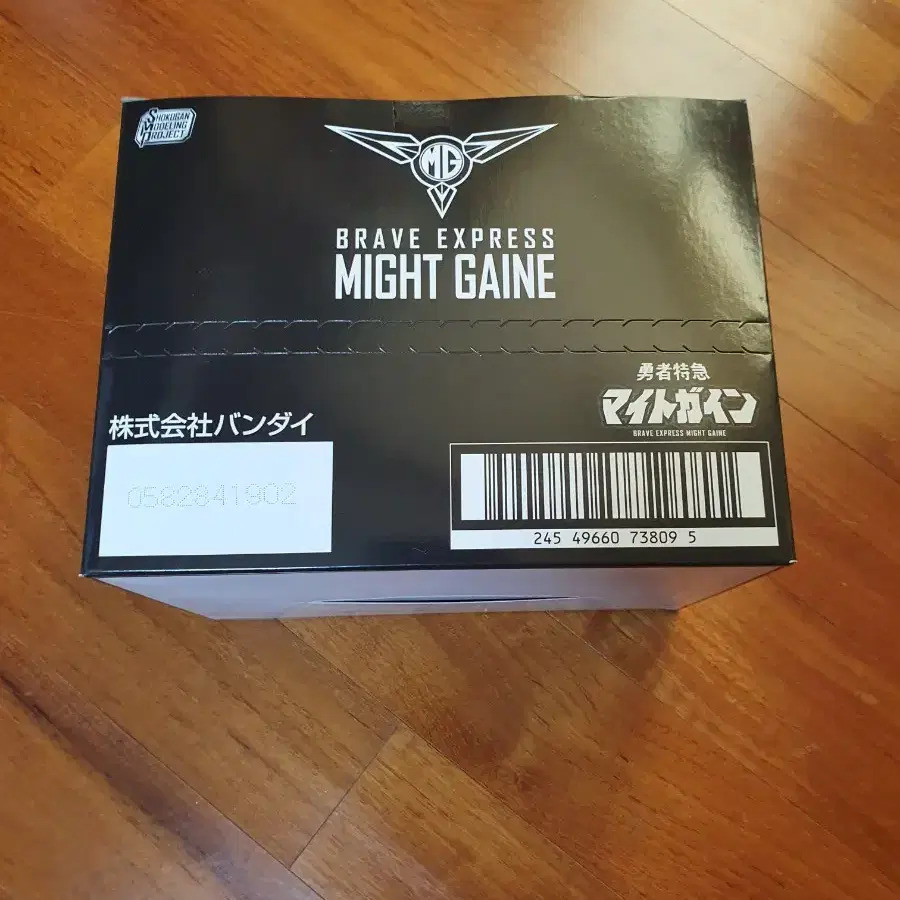 SHOKUGAN
MODELING
PROJECT
MG
BRAVE EXPRESS
MIGHT GAINE
勇者特急
マイトガイン
BRAVE EXPRESS MIGHT GAINE
株式会社バンダイ
0582841902
245 49660 73809 5